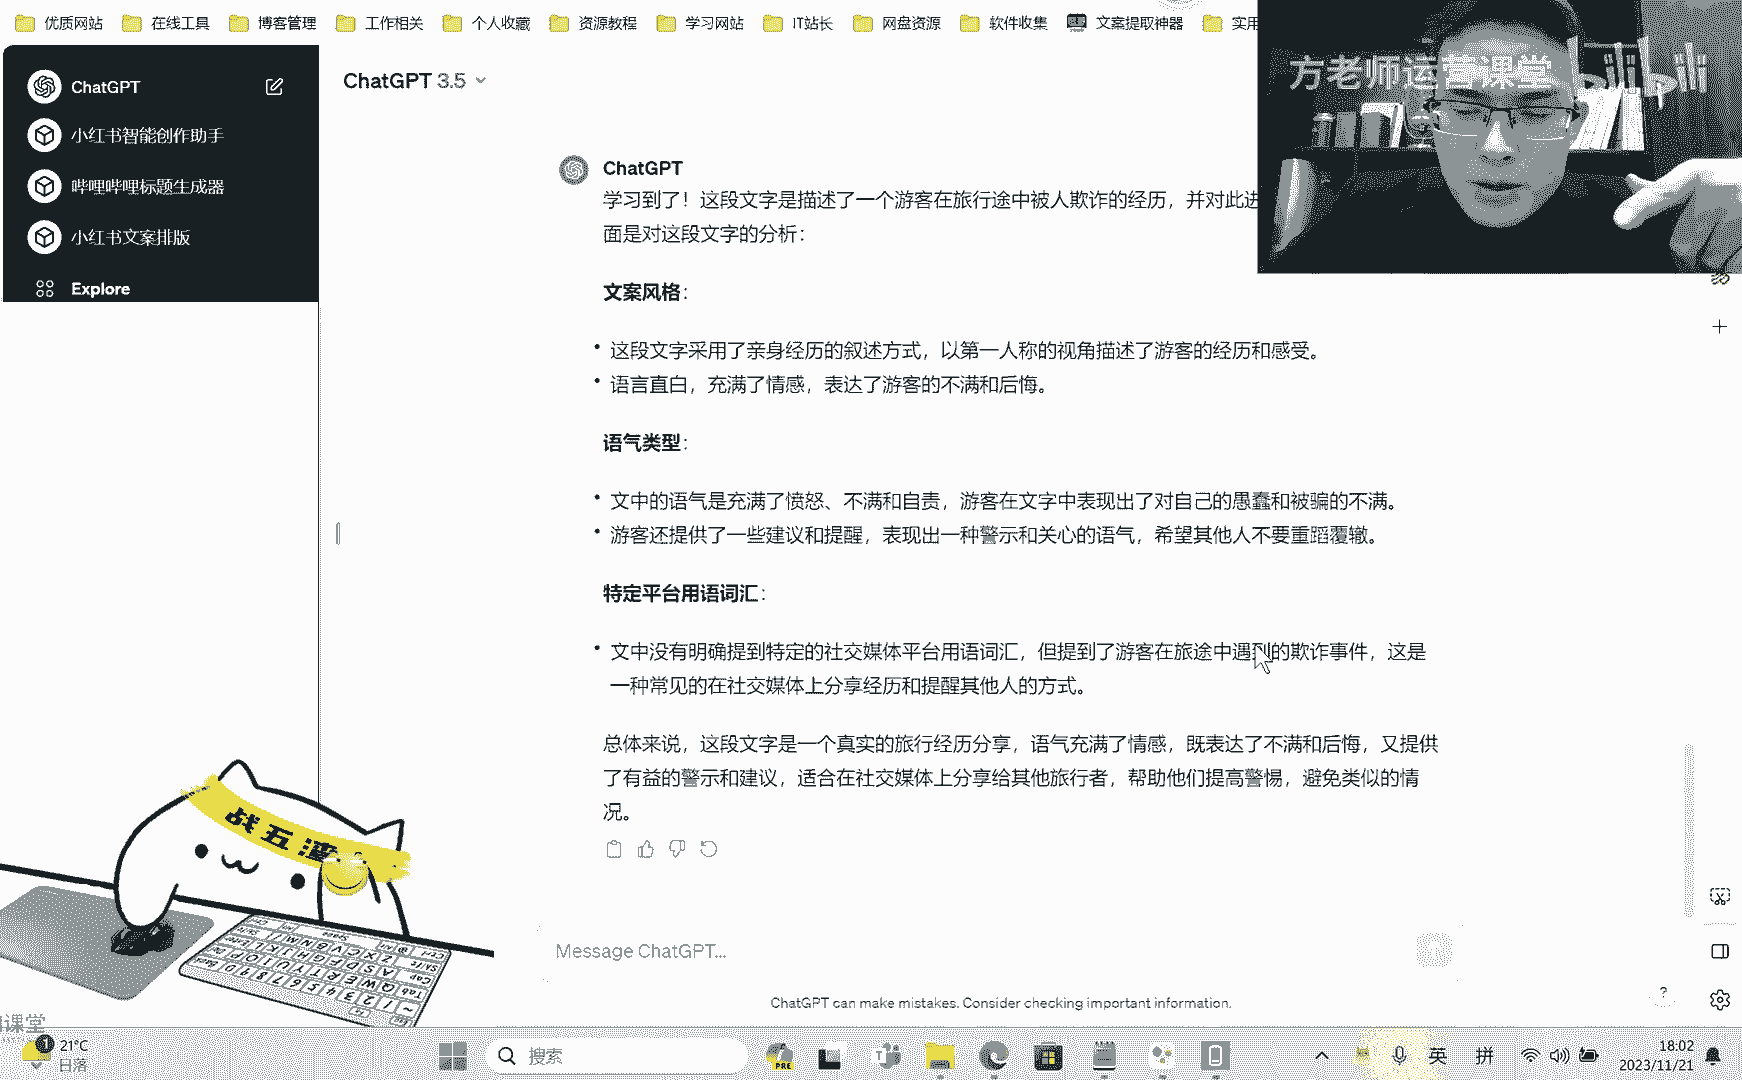 优质网站 在线工具 博客管理 工作相关 个人收藏 资源教程 学习网站 IT站长 网盘资源 软件收集 文案提取神器 实用
方老师运营课堂 bilibili
ChatGPT
小红书智能创作助手
哔哩哔哩标题生成器
小红书文案排版
Explore
ChatGPT 3.5
ChatGPT
学习到了！这段文字是描述了一个游客在旅行途中被人欺诈的经历，并对此进
面是对这段文字的分析：
文案风格：
• 这段文字采用了亲身经历的叙述方式，以第一人称的视角描述了游客的经历和感受。
• 语言直白，充满了情感，表达了游客的不满和后悔。
语气类型：
• 文中的语气是充满了愤怒、不满和自责，游客在文字中表现出了对自己的愚蠢和被骗的不满。
• 游客还提供了一些建议和提醒，表现出一种警示和关心的语气，希望其他人不要重蹈覆辙。
特定平台用语词汇：
• 文中没有明确提到特定的社交媒体平台用语词汇，但提到了游客在旅途中遇到的欺诈事件，这是
一种常见的在社交媒体上分享经历和提醒其他人的方式。
总体来说，这段文字是一个真实的旅行经历分享，语气充满了情感，既表达了不满和后悔，又提供
了有益的警示和建议，适合在社交媒体上分享给其他旅行者，帮助他们提高警惕，避免类似的情
况。
战五渣
Message ChatGPT...
ChatGPT can make mistakes. Consider checking important information.
?
课堂
1
21°C
日落
搜索
PRE
英 拼
18:02
2023/11/21